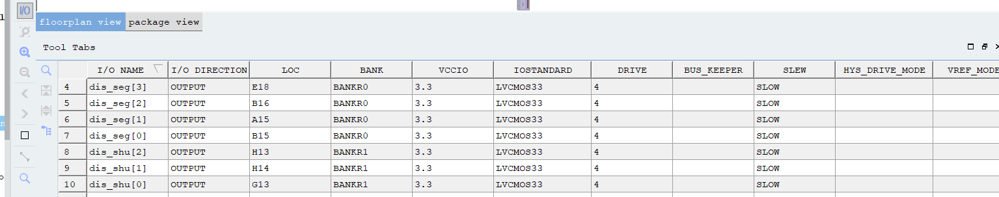 I/O
floorplan view package view
Tool Tabs
I/O NAME I/O DIRECTION LOC BANK VCCIO IOSTANDARD DRIVE BUS_KEEPER SLEW HYS_DRIVE_MODE VREF_MODE
4 dis_seg[3] OUTPUT E18 BANKR0 3.3 LVCMOS33 4 SLOW
5 dis_seg[2] OUTPUT B16 BANKR0 3.3 LVCMOS33 4 SLOW
6 dis_seg[1] OUTPUT A15 BANKR0 3.3 LVCMOS33 4 SLOW
7 dis_seg[0] OUTPUT B15 BANKR0 3.3 LVCMOS33 4 SLOW
8 dis_shu[2] OUTPUT H13 BANKR1 3.3 LVCMOS33 4 SLOW
9 dis_shu[1] OUTPUT H14 BANKR1 3.3 LVCMOS33 4 SLOW
10 dis_shu[0] OUTPUT G13 BANKR1 3.3 LVCMOS33 4 SLOW